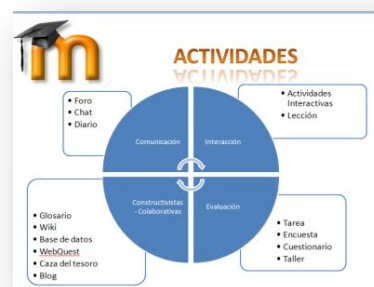 m
ACTIVIDADES
• Foro
• Chat
• Diario
• Actividades
Interactivas
• Lección
Comunicación
Interacción
Constructivistas
- Colaborativas
Evaluación
• Glosario
• Wiki
• Base de datos
• WebQuest
• Caza del tesoro
• Blog
• Tarea
• Encuesta
• Cuestionario
• Taller